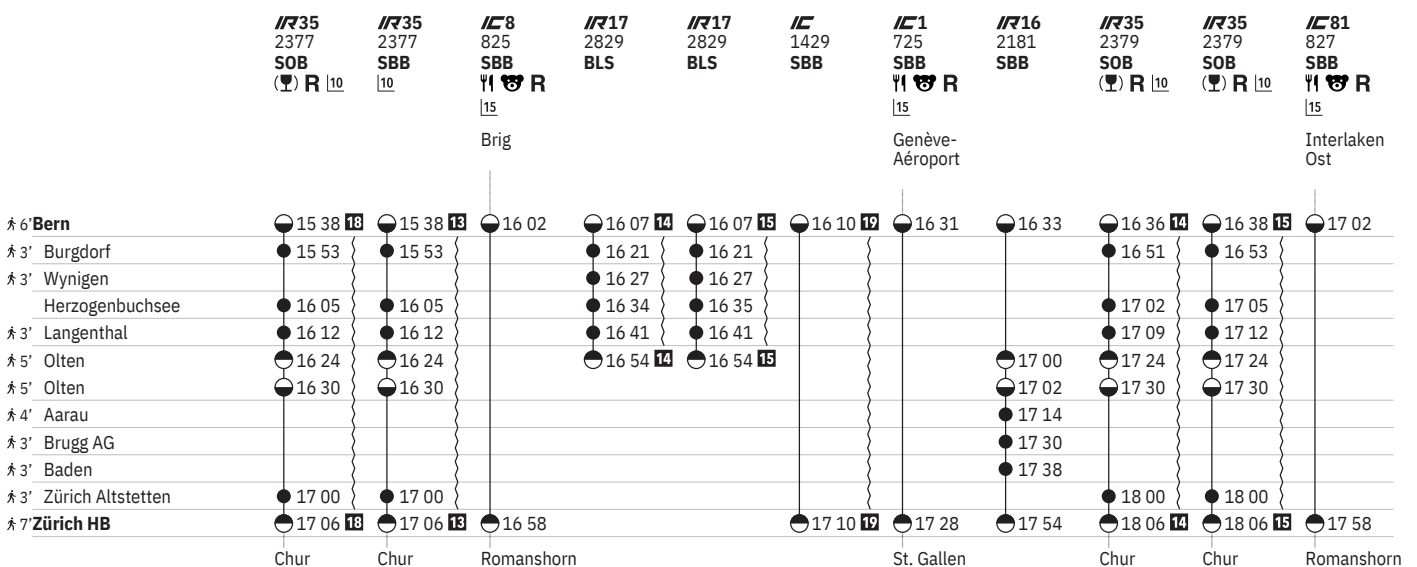 IR35 IR35 IC8 IR17 IR17 IC IC1 IR16 IR35 IR35 IC81
2377 2377 825 2829 2829 1429 725 2181 2379 2379 827
SOB SBB SBB BLS BLS SBB SBB SBB SOB SOB SBB
R 10 10 R R R 10 R 10 R
15 15 15
Brig Genève- Interlaken
Aéroport Ost
6' Bern 15 38 18 15 38 13 16 02 16 07 14 16 07 15 16 10 19 16 31 16 33 16 36 14 16 38 15 17 02
3' Burgdorf 15 53 15 53 16 21 16 21 16 51 16 53
3' Wynigen 16 27 16 27
Herzogenbuchsee 16 05 16 05 16 34 16 35 17 02 17 05
3' Langenthal 16 12 16 12 16 41 16 41 17 09 17 12
5' Olten 16 24 16 24 16 54 14 16 54 15 17 00 17 24 17 24
5' Olten 16 30 16 30 17 02 17 30 17 30
4' Aarau 17 14
3' Brugg AG 17 30
3' Baden 17 38
3' Zürich Altstetten 17 00 17 00 18 00 18 00
7' Zürich HB 17 06 18 17 06 13 16 58 17 10 19 17 28 17 54 18 06 14 18 06 15 17 58
Chur Chur Romanshorn St. Gallen Chur Chur Romanshorn